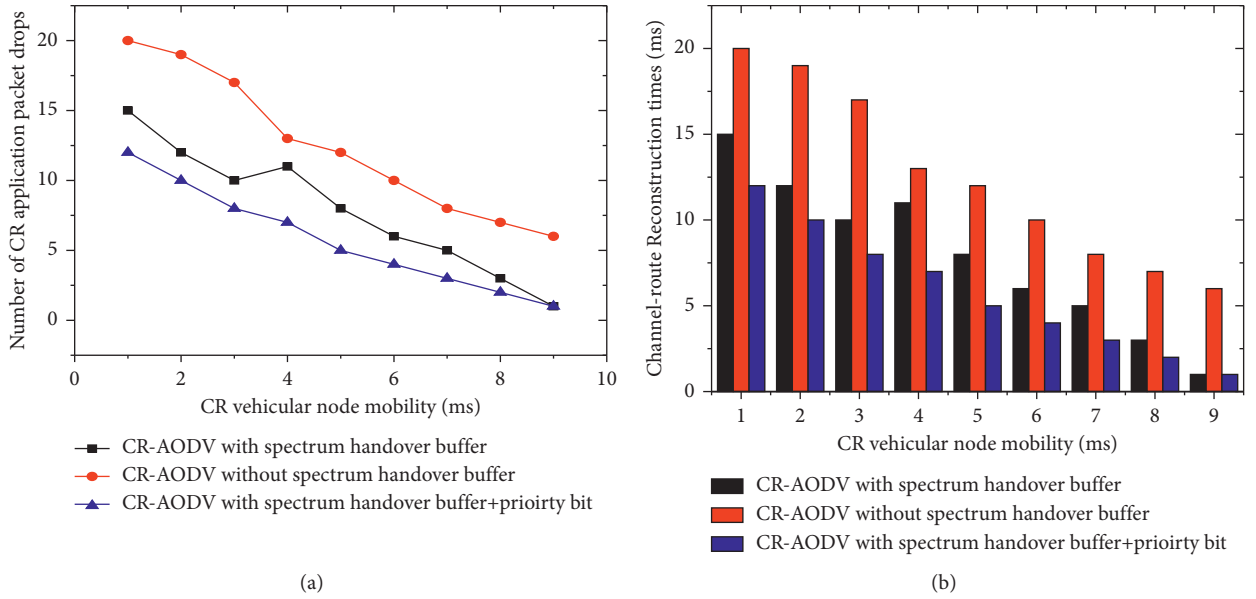 Number of CR application packet drops
20
15
10
5
0
0 2 4 6 8 10
CR vehicular node mobility (ms)
CR-AODV with spectrum handover buffer
CR-AODV without spectrum handover buffer
CR-AODV with spectrum handover buffer+prioirty bit
(a)
Channel-route Reconstruction times (ms)
20
15
10
5
0
1 2 3 4 5 6 7 8 9
CR vehicular node mobility (ms)
CR-AODV with spectrum handover buffer
CR-AODV without spectrum handover buffer
CR-AODV with spectrum handover buffer+prioirty bit
(b)